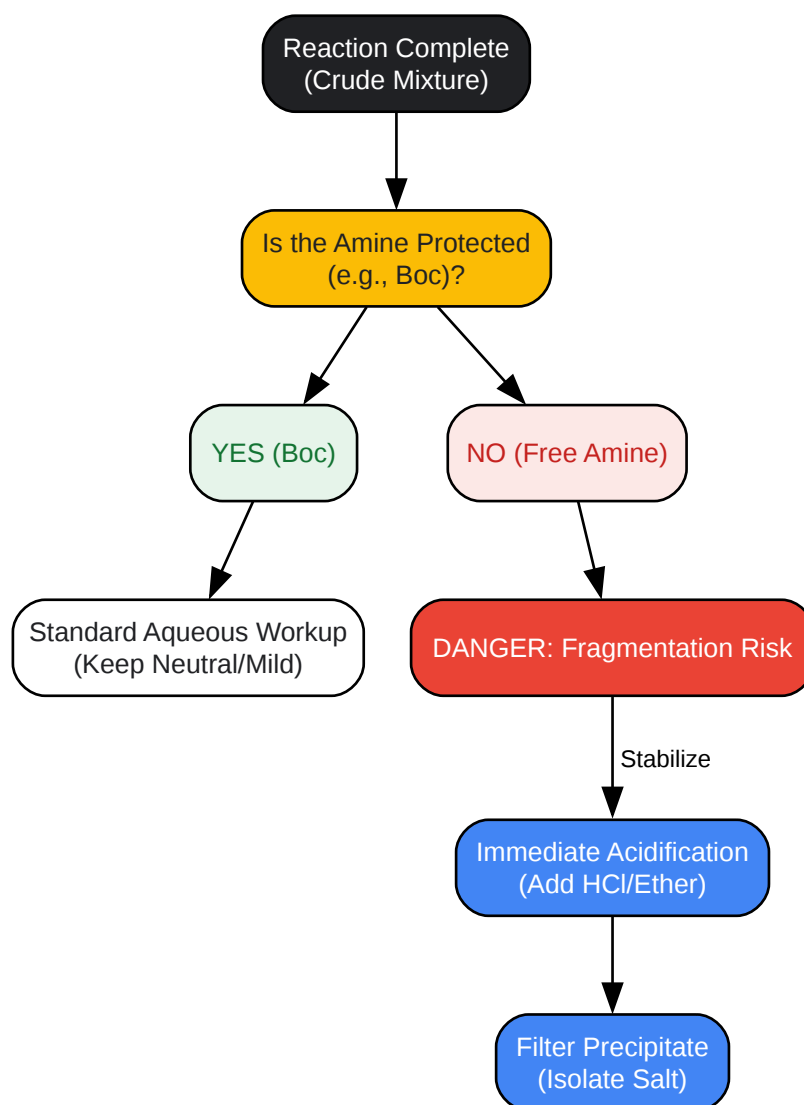 Reaction Complete
(Crude Mixture)
Is the Amine Protected
(e.g., Boc)?
YES (Boc)
NO (Free Amine)
Standard Aqueous Workup
(Keep Neutral/Mild)
DANGER: Fragmentation Risk
Stabilize
Immediate Acidification
(Add HCl/Ether)
Filter Precipitate
(Isolate Salt)